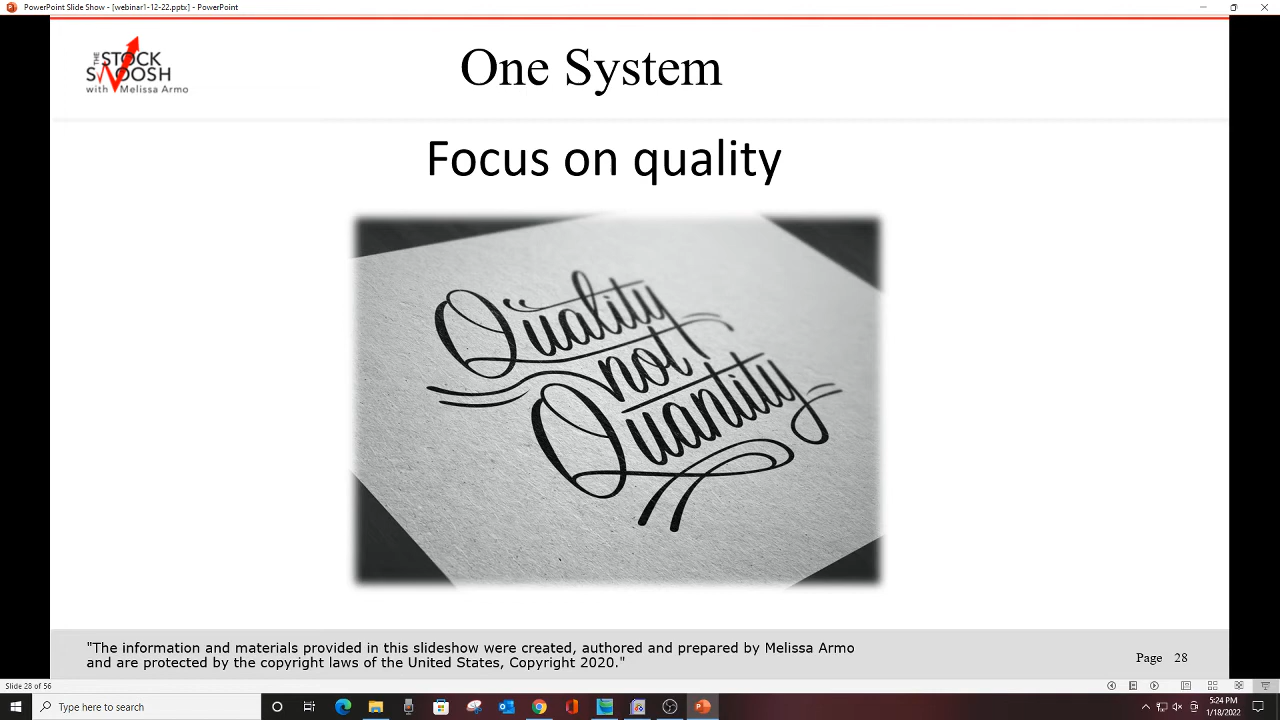 PowerPoint Slide Show - [webinar1-12-22.pptx] - PowerPoint
THE STOCK
SWOOSH
with Melissa Armo
One System
Focus on quality
Quality
not
Quantity
"The information and materials provided in this slideshow were created, authored and prepared by Melissa Armo
and are protected by the copyright laws of the United States, Copyright 2020."
Page 28
Slide 28 of 56
Type here to search
5:24 PM
1/18/2022